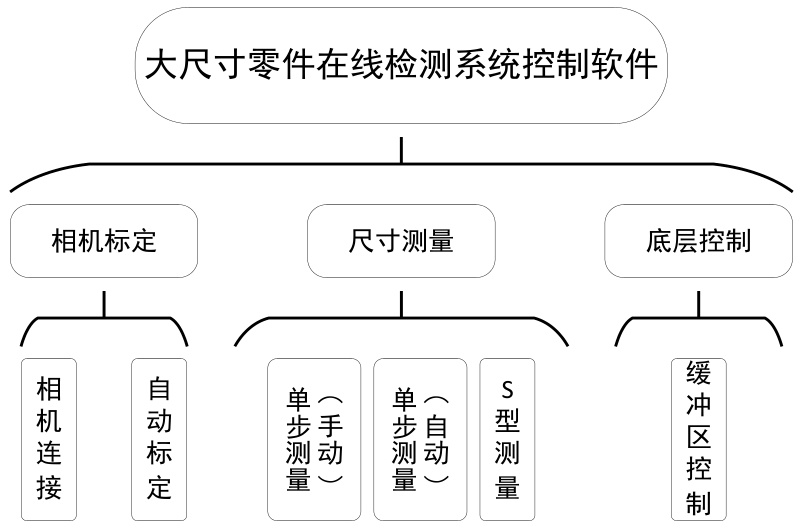 大尺寸零件在线检测系统控制软件
相机标定
尺寸测量
底层控制
相机连接
自动标定
单步测量
（手动）
单步测量
（自动）
S型测量
缓冲区控制